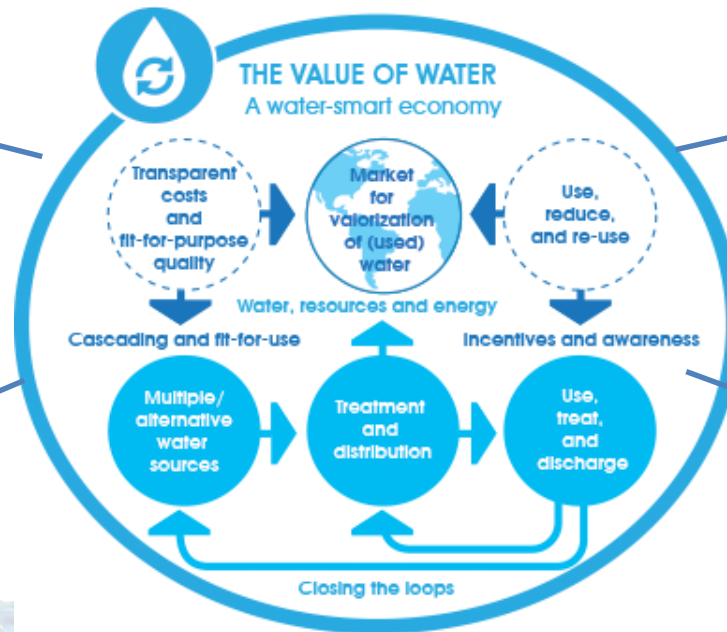 THE VALUE OF WATER
A water-smart economy
Transparent
costs
and
fit-for-purpose
quality
Market
for
valorization
of (used)
water
Use,
reduce,
and re-use
Water, resources and energy
Cascading and fit-for-use
Incentives and awareness
Multiple/
alternative
water
sources
Treatment
and
distribution
Use,
treat,
and
discharge
Closing the loops